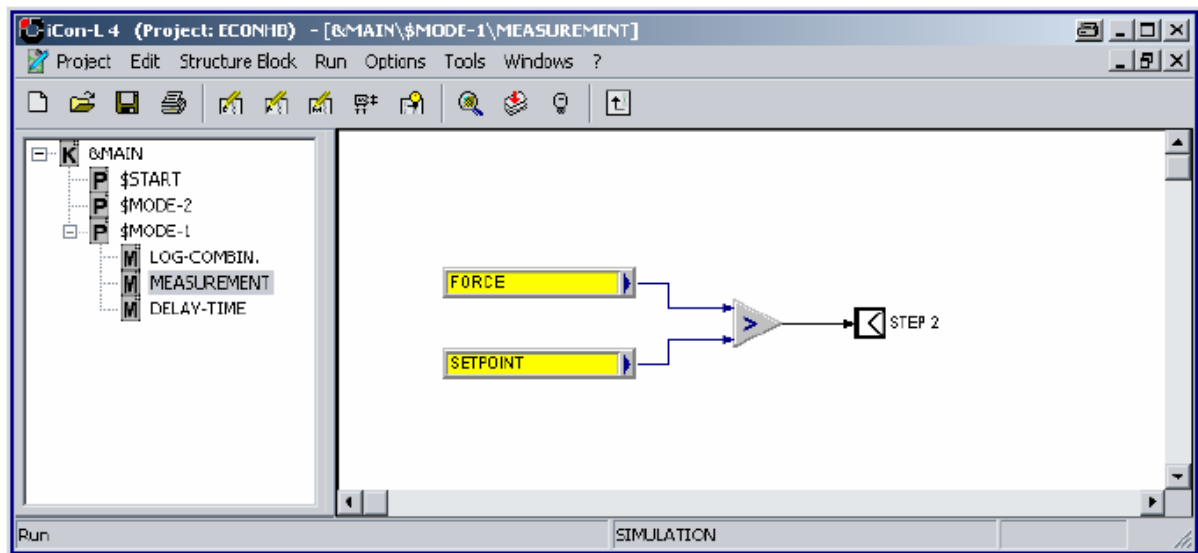 iCon-L 4 (Project: ECONHB) - [&MAIN\$MODE-1\MEASUREMENT]
Project Edit Structure Block Run Options Tools Windows ?
&MAIN
$START
$MODE-2
$MODE-1
LOG-COMBIN.
MEASUREMENT
DELAY-TIME
FORCE
>
STEP 2
SETPOINT
Run SIMULATION